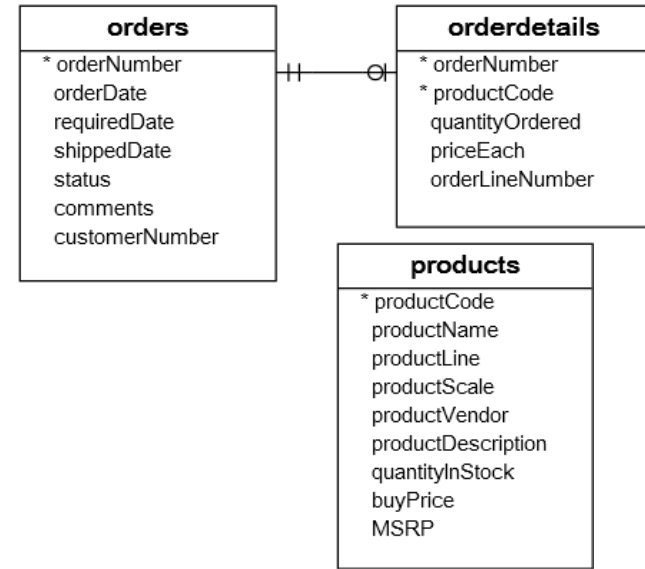 orders
* orderNumber
orderDate
requiredDate
shippedDate
status
comments
customerNumber
orderdetails
* orderNumber
* productCode
quantityOrdered
priceEach
orderLineNumber
products
* productCode
productName
productLine
productScale
productVendor
productDescription
quantityInStock
buyPrice
MSRP